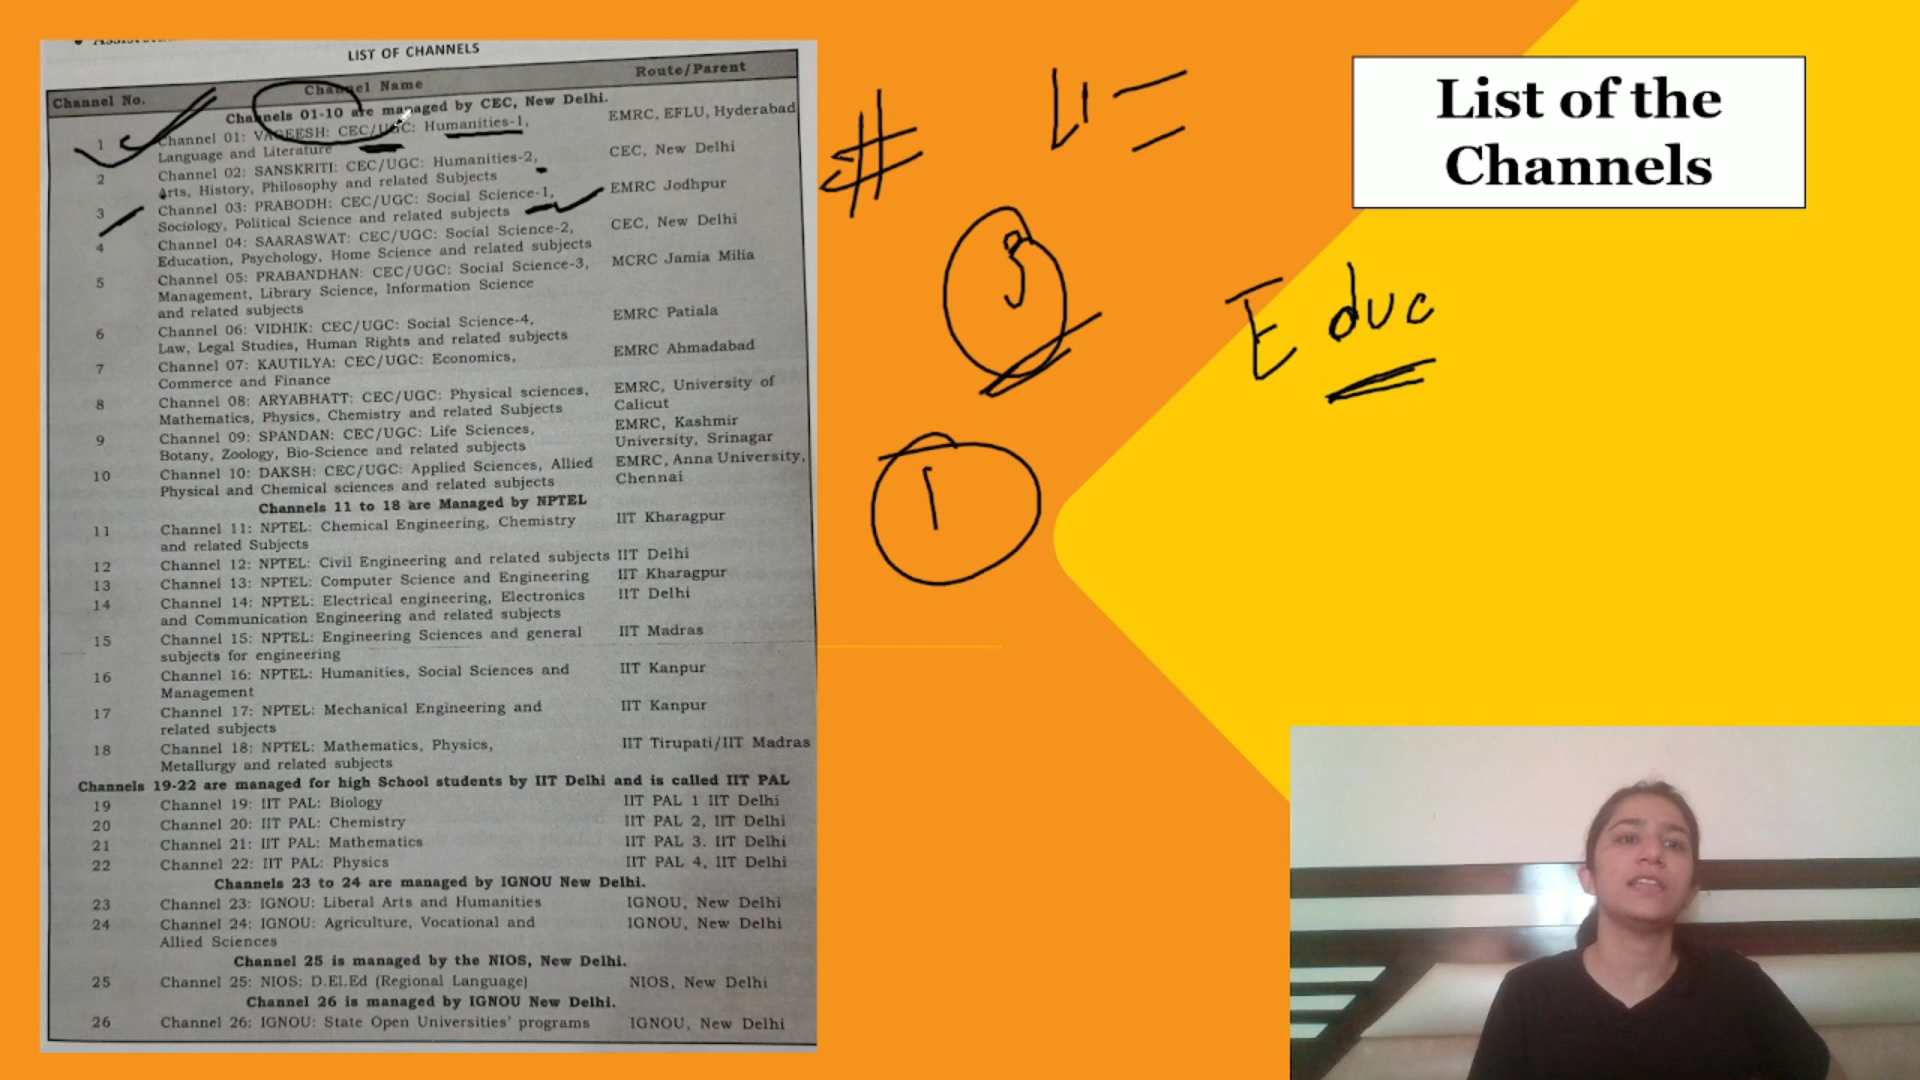 LIST OF CHANNELS
Channel No. Channel Name Route/Parent
Channels 01-10 are managed by CEC, New Delhi.
1 Channel 01: VAGEESH: CEC/UGC: Humanities-1, EMRC, EFLU, Hyderabad
Language and Literature
2 Channel 02: SANSKRITI: CEC/UGC: Humanities-2, CEC, New Delhi
Arts, History, Philosophy and related Subjects
3 Channel 03: PRABODH: CEC/UGC: Social Science-1, EMRC Jodhpur
Sociology, Political Science and related subjects
4 Channel 04: SAARASWAT: CEC/UGC: Social Science-2, CEC, New Delhi
Education, Psychology, Home Science and related subjects
5 Channel 05: PRABANDHAN: CEC/UGC: Social Science-3, MCRC Jamia Milia
Management, Library Science, Information Science
and related subjects
6 Channel 06: VIDHIK: CEC/UGC: Social Science-4, EMRC Patiala
Law, Legal Studies, Human Rights and related subjects
7 Channel 07: KAUTILYA: CEC/UGC: Economics, EMRC Ahmadabad
Commerce and Finance
8 Channel 08: ARYABHATT: CEC/UGC: Physical sciences, EMRC, University of
Mathematics, Physics, Chemistry and related Subjects Calicut
9 Channel 09: SPANDAN: CEC/UGC: Life Sciences, EMRC, Kashmir
Botany, Zoology, Bio-Science and related subjects University, Srinagar
10 Channel 10: DAKSH: CEC/UGC: Applied Sciences, Allied EMRC, Anna University,
Physical and Chemical sciences and related subjects Chennai
Channels 11 to 18 are Managed by NPTEL
11 Channel 11: NPTEL: Chemical Engineering, Chemistry IIT Kharagpur
and related Subjects
12 Channel 12: NPTEL: Civil Engineering and related subjects IIT Delhi
13 Channel 13: NPTEL: Computer Science and Engineering IIT Kharagpur
14 Channel 14: NPTEL: Electrical engineering, Electronics IIT Delhi
and Communication Engineering and related subjects
15 Channel 15: NPTEL: Engineering Sciences and general IIT Madras
subjects for engineering
16 Channel 16: NPTEL: Humanities, Social Sciences and IIT Kanpur
Management
17 Channel 17: NPTEL: Mechanical Engineering and IIT Kanpur
related subjects
18 Channel 18: NPTEL: Mathematics, Physics, IIT Tirupati/IIT Madras
Metallurgy and related subjects
Channels 19-22 are managed for high School students by IIT Delhi and is called IIT PAL
19 Channel 19: IIT PAL: Biology IIT PAL 1 IIT Delhi
20 Channel 20: IIT PAL: Chemistry IIT PAL 2, IIT Delhi
21 Channel 21: IIT PAL: Mathematics IIT PAL 3. IIT Delhi
22 Channel 22: IIT PAL: Physics IIT PAL 4, IIT Delhi
Channels 23 to 24 are managed by IGNOU New Delhi.
23 Channel 23: IGNOU: Liberal Arts and Humanities IGNOU, New Delhi
24 Channel 24: IGNOU: Agriculture, Vocational and IGNOU, New Delhi
Allied Sciences
Channel 25 is managed by the NIOS, New Delhi.
25 Channel 25: NIOS: D.El.Ed (Regional Language) NIOS, New Delhi
Channel 26 is managed by IGNOU New Delhi.
26 Channel 26: IGNOU: State Open Universities' programs IGNOU, New Delhi
List of the
Channels
#
4 =
3
Educ
1